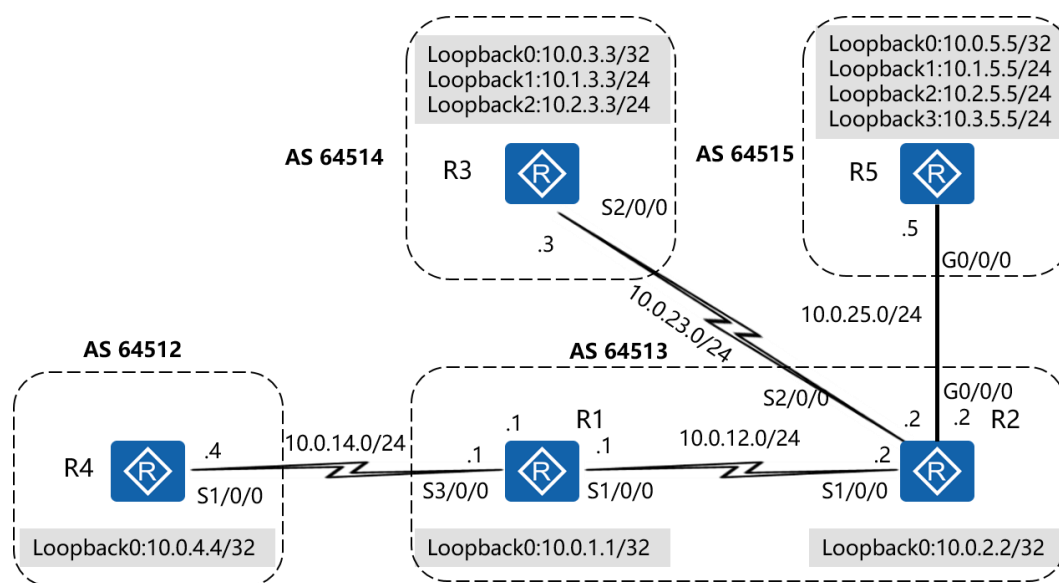 Loopback0:10.0.3.3/32
Loopback1:10.1.3.3/24
Loopback2:10.2.3.3/24
Loopback0:10.0.5.5/32
Loopback1:10.1.5.5/24
Loopback2:10.2.5.5/24
Loopback3:10.3.5.5/24
AS 64514
R3
R
S2/0/0
.3
AS 64515
R5
R
.5
G0/0/0
10.0.23.0/24
10.0.25.0/24
AS 64512
AS 64513
S2/0/0
G0/0/0
.2
.2
R2
R4
R
.4
S1/0/0
10.0.14.0/24
.1
R1
.1
S3/0/0
R
.1
S1/0/0
10.0.12.0/24
.2
S1/0/0
R
Loopback0:10.0.4.4/32
Loopback0:10.0.1.1/32
Loopback0:10.0.2.2/32